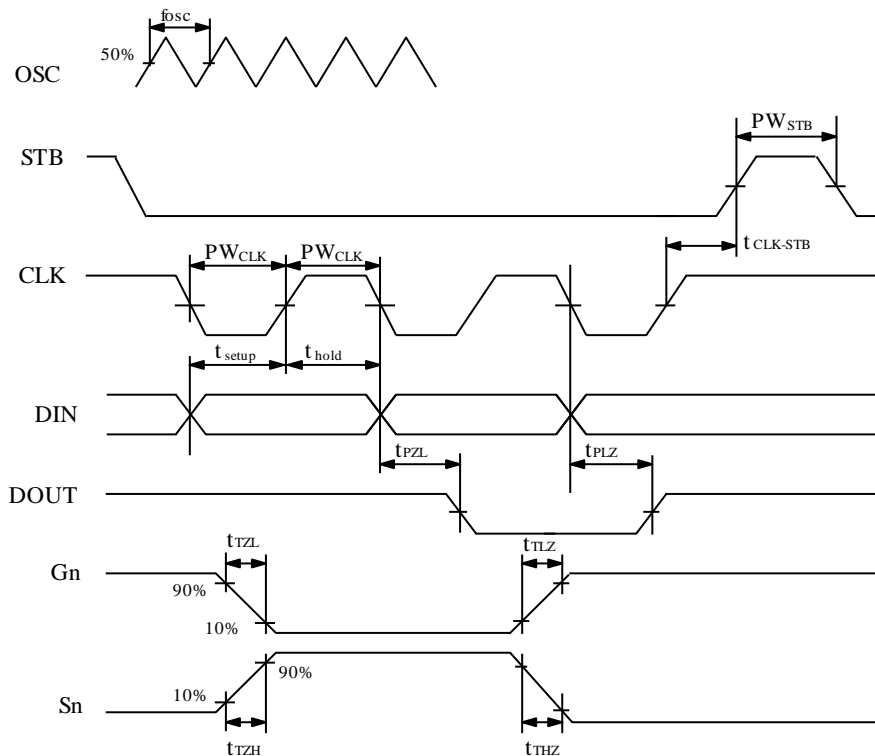 fosc
50%
OSC
PWSTB
STB
tCLK-STB
PWCLK PWCLK
CLK
tsetup thold
DIN
tPZL tPLZ
DOUT
tTZL tTLZ
Gn
90%
10%
90%
10%
Sn
tTZH tTHZ